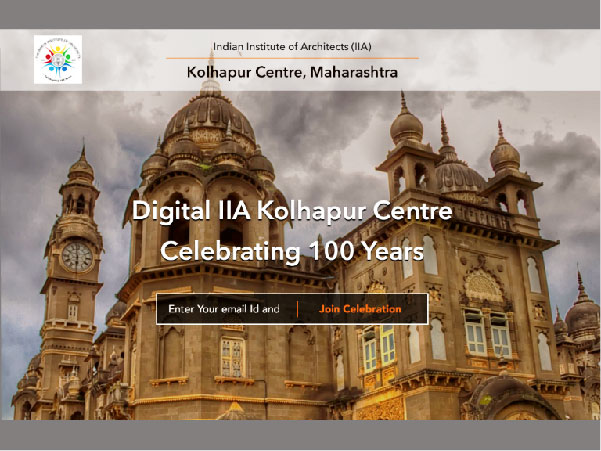 Indian Institute of Architects (IIA)
Kolhapur Centre, Maharashtra
Digital IIA Kolhapur Centre
Celebrating 100 Years
Enter Your email Id and
Join Celebration